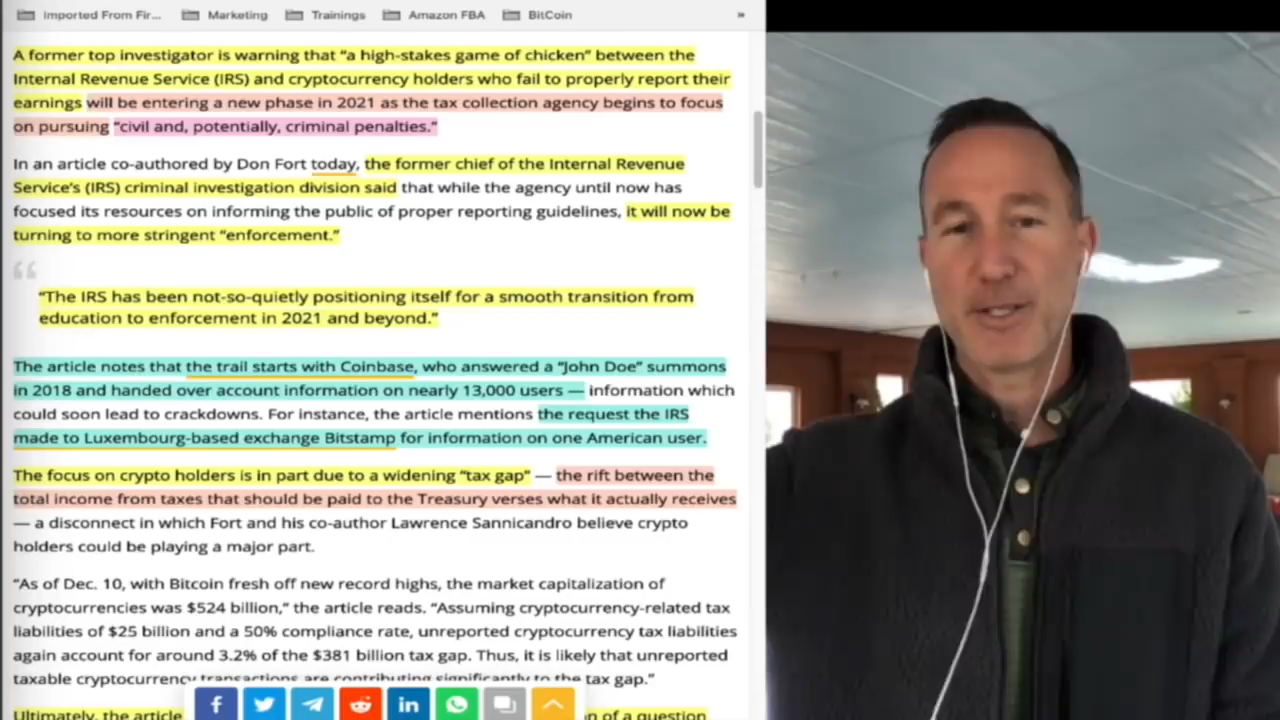 Imported From Fir... Marketing Trainings Amazon FBA BitCoin »
A former top investigator is warning that “a high-stakes game of chicken” between the
Internal Revenue Service (IRS) and cryptocurrency holders who fail to properly report their
earnings will be entering a new phase in 2021 as the tax collection agency begins to focus
on pursuing “civil and, potentially, criminal penalties.”
In an article co-authored by Don Fort today, the former chief of the Internal Revenue
Service’s (IRS) criminal investigation division said that while the agency until now has
focused its resources on informing the public of proper reporting guidelines, it will now be
turning to more stringent “enforcement.”
“
“The IRS has been not-so-quietly positioning itself for a smooth transition from
education to enforcement in 2021 and beyond.”
The article notes that the trail starts with Coinbase, who answered a “John Doe” summons
in 2018 and handed over account information on nearly 13,000 users — information which
could soon lead to crackdowns. For instance, the article mentions the request the IRS
made to Luxembourg-based exchange Bitstamp for information on one American user.
The focus on crypto holders is in part due to a widening “tax gap” — the rift between the
total income from taxes that should be paid to the Treasury verses what it actually receives
— a disconnect in which Fort and his co-author Lawrence Sannicandro believe crypto
holders could be playing a major part.
“As of Dec. 10, with Bitcoin fresh off new record highs, the market capitalization of
cryptocurrencies was $524 billion,” the article reads. “Assuming cryptocurrency-related tax
liabilities of $25 billion and a 50% compliance rate, unreported cryptocurrency tax liabilities
again account for around 3.2% of the $381 billion tax gap. Thus, it is likely that unreported
taxable cryptocurrency transactions are contributing significantly to the tax gap.”
Ultimately, the article n of a question